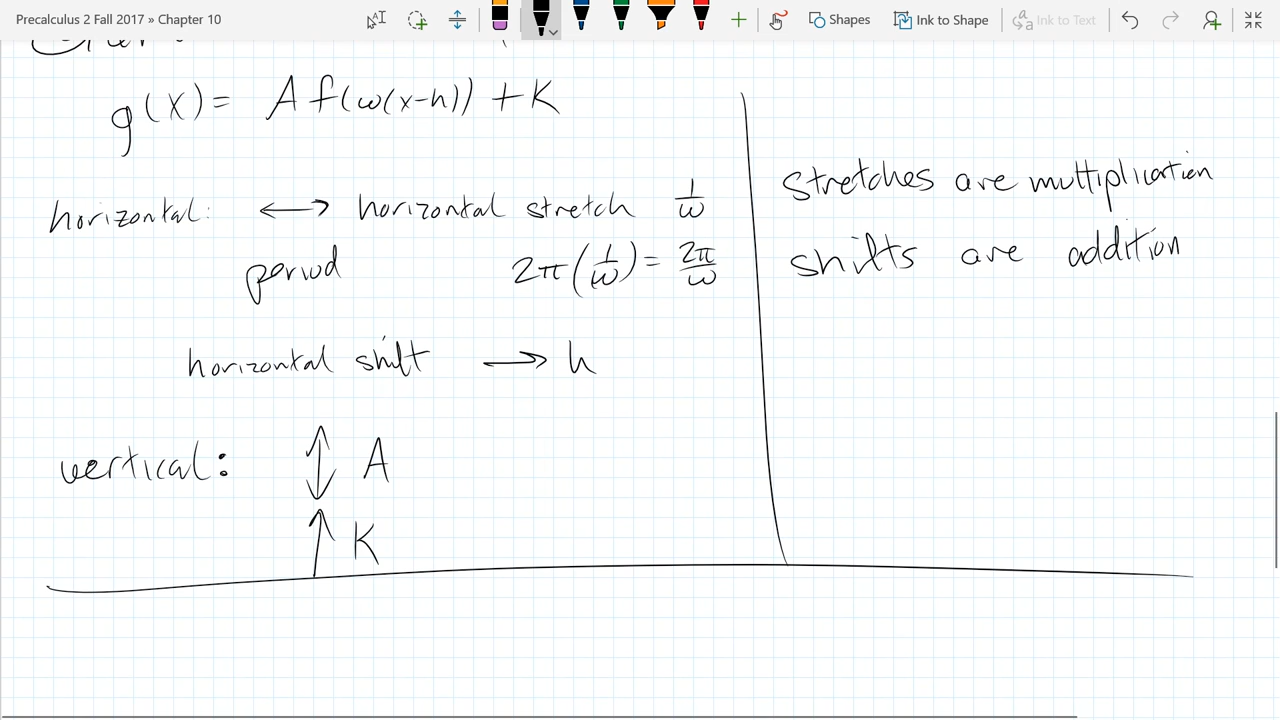 Precalculus 2 Fall 2017 » Chapter 10
Shapes
Ink to Shape
Ink to Text
g(x) = A f(ω(x-h)) + K
horizontal: ⟷ horizontal stretch 1/ω
period 2π(1/ω) = 2π/ω
horizontal shift → h
vertical: ↕ A
↑ K
stretches are multiplication
shifts are addition